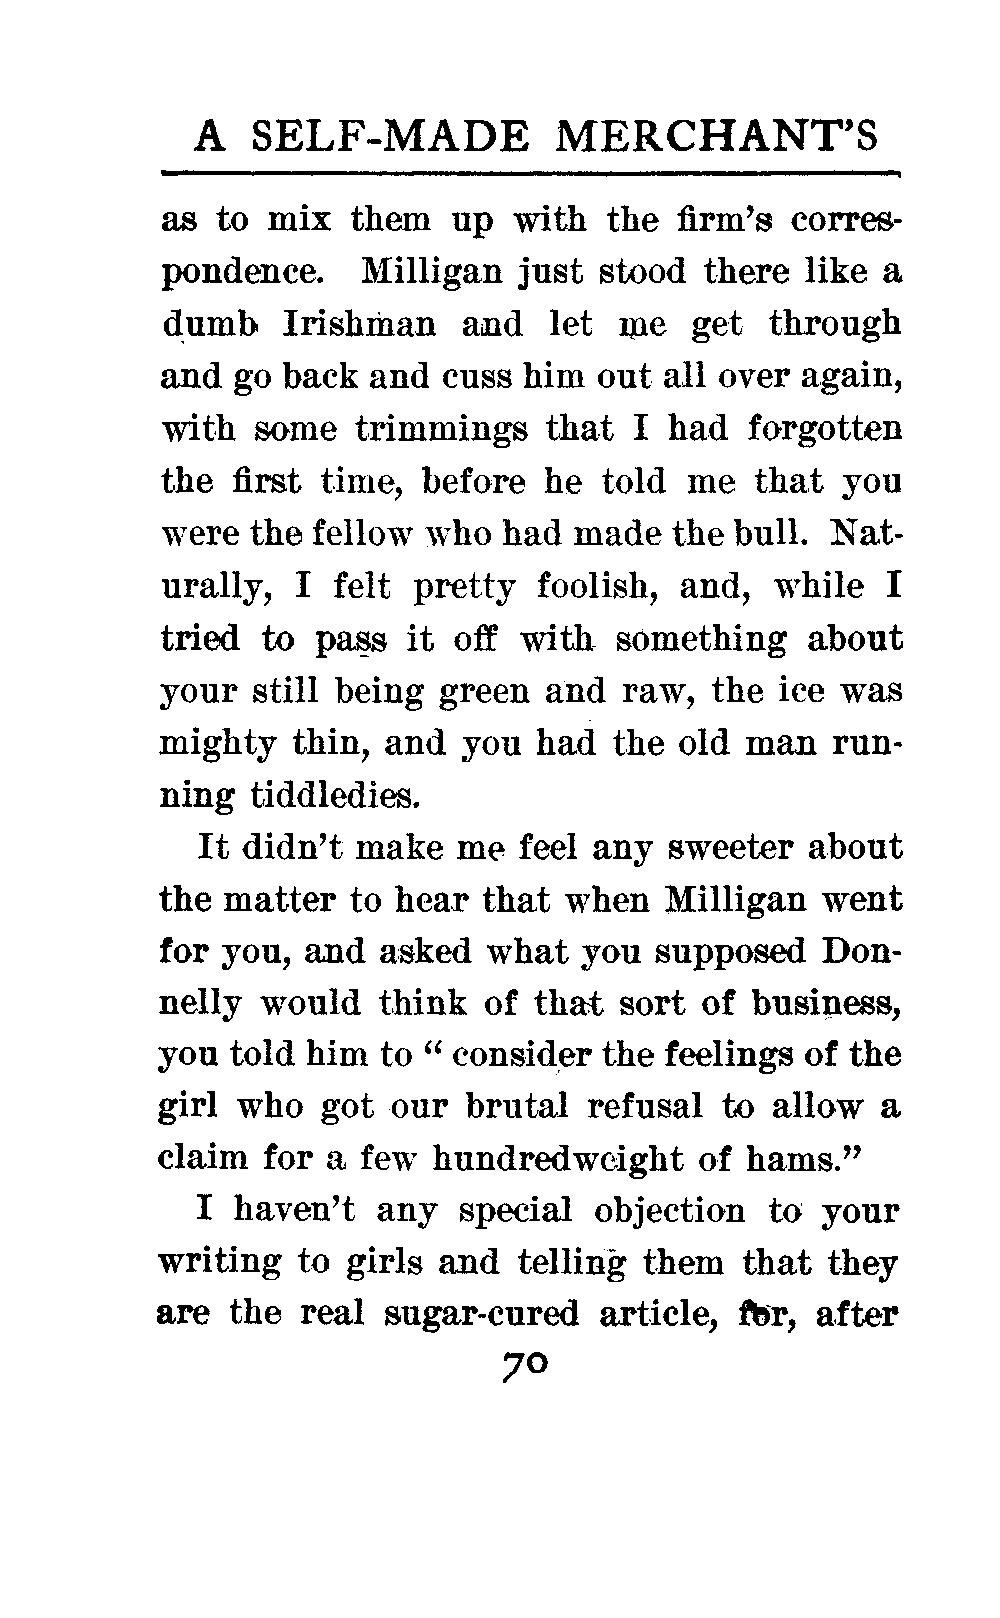 A SELF-MADE MERCHANT'S
as to mix them up with the firm's corres-
pondence. Milligan just stood there like a
dumb Irishman and let me get through
and go back and cuss him out all over again,
with some trimmings that I had forgotten
the first time, before he told me that you
were the fellow who had made the bull. Nat-
urally, I felt pretty foolish, and, while I
tried to pass it off with something about
your still being green and raw, the ice was
mighty thin, and you had the old man run-
ning tiddledies.
It didn't make me feel any sweeter about
the matter to hear that when Milligan went
for you, and asked what you supposed Don-
nelly would think of that sort of business,
you told him to “ consider the feelings of the
girl who got our brutal refusal to allow a
claim for a few hundredweight of hams.”
I haven't any special objection to your
writing to girls and telling them that they
are the real sugar-cured article, for, after
70